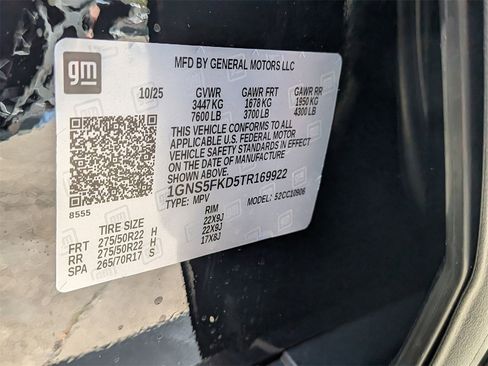 gm
MFD BY GENERAL MOTORS LLC
10/25 GVWR GAWR FRT GAWR RR
3447 KG 1678 KG 1950 KG
7600 LB 3700 LB 4300 LB
THIS VEHICLE CONFORMS TO ALL
APPLICABLE U.S. FEDERAL MOTOR
VEHICLE SAFETY STANDARDS IN EFFECT
ON THE DATE OF MANUFACTURE
SHOWN ABOVE.
1GNS5FKD5TR169922
TYPE: MPV MODEL: 52CC10906
8555
TIRE SIZE RIM
FRT 275/50R22 H 22X9J
RR 275/50R22 H 22X9J
SPA 265/70R17 S 17X8J